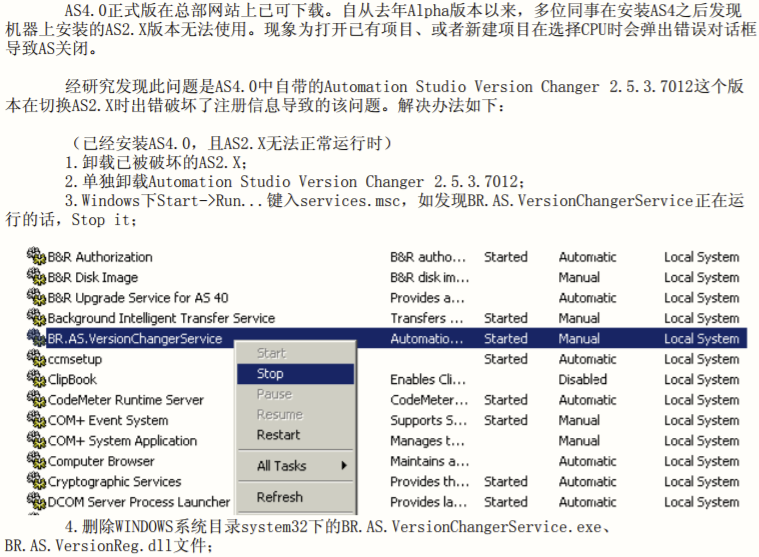 AS4.0正式版在总部网站上已可下载。自从去年Alpha版本以来，多位同事在安装AS4之后发现
机器上安装的AS2.X版本无法使用。现象为打开已有项目、或者新建项目在选择CPU时会弹出错误对话框
导致AS关闭。
经研究发现此问题是AS4.0中自带的Automation Studio Version Changer 2.5.3.7012这个版
本在切换AS2.X时出错破坏了注册信息导致的该问题。解决办法如下：
（已经安装AS4.0，且AS2.X无法正常运行时）
1.卸载已被破坏的AS2.X；
2.单独卸载Automation Studio Version Changer 2.5.3.7012；
3.Windows下Start->Run...键入services.msc，如发现BR.AS.VersionChangerService正在运
行的话，Stop it；
B&R Authorization B&R autho... Started Automatic Local System
B&R Disk Image B&R disk im... Manual Local System
B&R Upgrade Service for AS 40 Provides a... Automatic Local System
Background Intelligent Transfer Service Transfers ... Started Manual Local System
BR.AS.VersionChangerService Automatio... Started Manual Local System
ccmsetup Start Started Automatic Local System
ClipBook Stop Enables Cli... Disabled Local System
CodeMeter Runtime Server Pause CodeMeter... Started Automatic Local System
COM+ Event System Resume Supports S... Started Manual Local System
COM+ System Application Restart Manages t... Manual Local System
Computer Browser All Tasks Maintains a... Automatic Local System
Cryptographic Services Provides th... Started Automatic Local System
DCOM Server Process Launcher Refresh Provides la... Started Automatic Local System
4.删除WINDOWS系统目录system32下的BR.AS.VersionChangerService.exe、
BR.AS.VersionReg.dll文件；